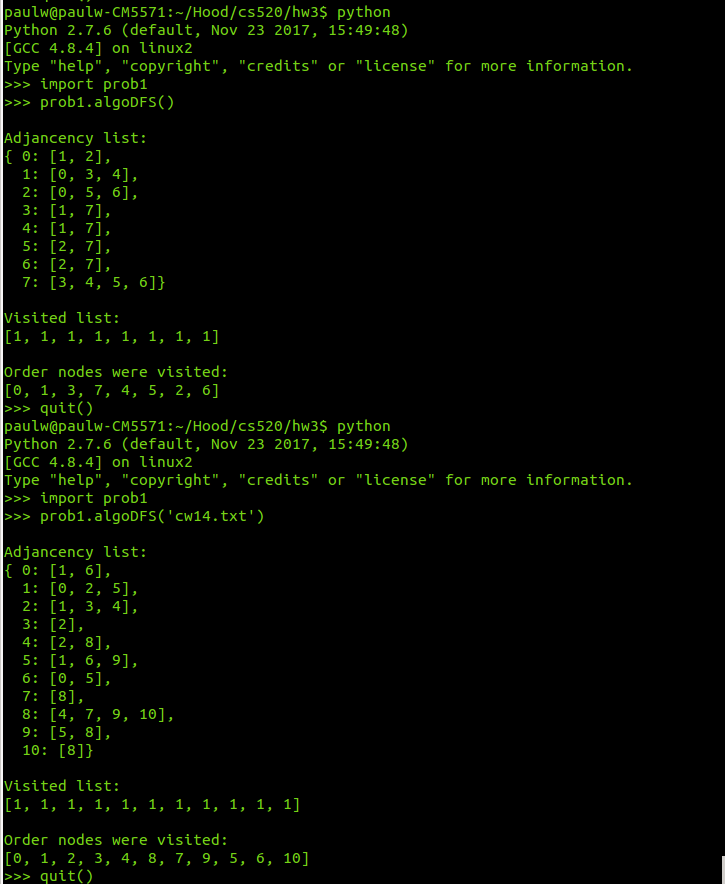 paulw@paulw-CM5571:~/Hood/cs520/hw3$ python
Python 2.7.6 (default, Nov 23 2017, 15:49:48)
[GCC 4.8.4] on linux2
Type "help", "copyright", "credits" or "license" for more information.
>>> import prob1
>>> prob1.algoDFS()

Adjancency list:
{ 0: [1, 2],
  1: [0, 3, 4],
  2: [0, 5, 6],
  3: [1, 7],
  4: [1, 7],
  5: [2, 7],
  6: [2, 7],
  7: [3, 4, 5, 6]}

Visited list:
[1, 1, 1, 1, 1, 1, 1, 1]

Order nodes were visited:
[0, 1, 3, 7, 4, 5, 2, 6]
>>> quit()
paulw@paulw-CM5571:~/Hood/cs520/hw3$ python
Python 2.7.6 (default, Nov 23 2017, 15:49:48)
[GCC 4.8.4] on linux2
Type "help", "copyright", "credits" or "license" for more information.
>>> import prob1
>>> prob1.algoDFS('cw14.txt')

Adjancency list:
{ 0: [1, 6],
  1: [0, 2, 5],
  2: [1, 3, 4],
  3: [2],
  4: [2, 8],
  5: [1, 6, 9],
  6: [0, 5],
  7: [8],
  8: [4, 7, 9, 10],
  9: [5, 8],
  10: [8]}

Visited list:
[1, 1, 1, 1, 1, 1, 1, 1, 1, 1, 1]

Order nodes were visited:
[0, 1, 2, 3, 4, 8, 7, 9, 5, 6, 10]
>>> quit()